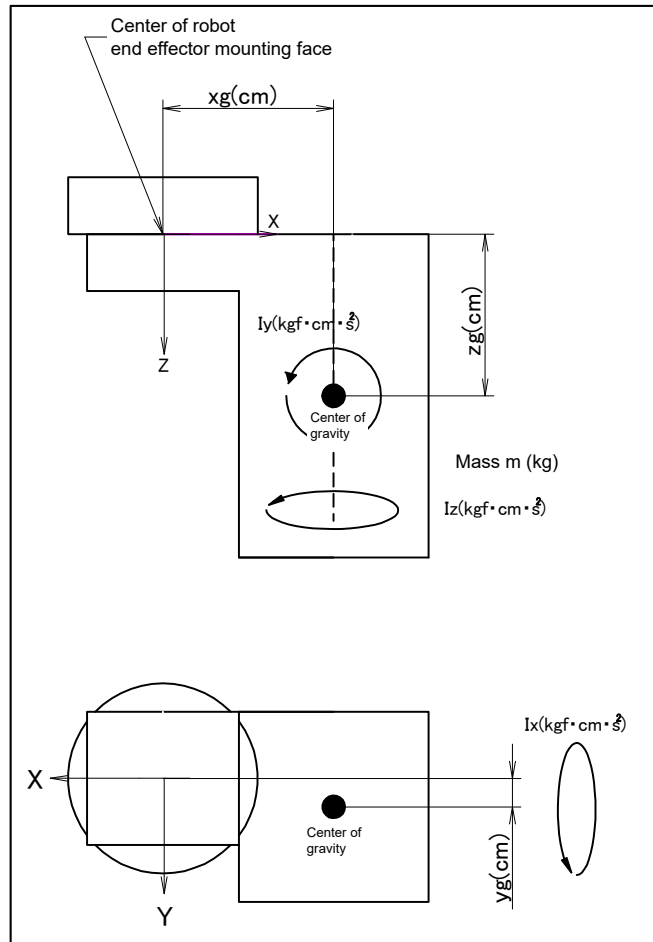 Center of robot
end effector mounting face
xg(cm)
X
zg(cm)
Iy(kgf・cm・s²)
Z
Center of
gravity
Mass m (kg)
Iz(kgf・cm・s²)
Ix(kgf・cm・s²)
X
Center of
gravity
yg(cm)
Y